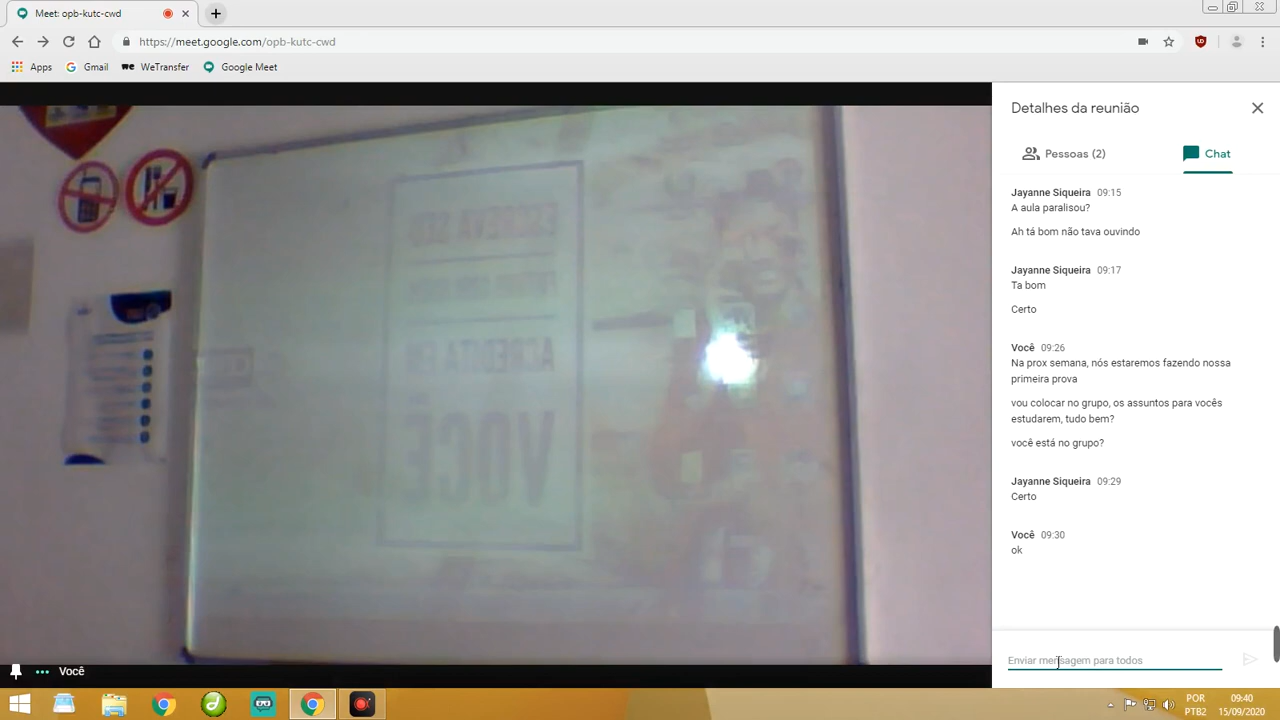 Meet: opb-kutc-cwd
https://meet.google.com/opb-kutc-cwd
Apps
Gmail
WeTransfer
Google Meet
Detalhes da reunião
Pessoas (2)
Chat
Jayanne Siqueira 09:15
A aula paralisou?
Ah tá bom não tava ouvindo
Jayanne Siqueira 09:17
Ta bom
Certo
Você 09:26
Na prox semana, nós estaremos fazendo nossa
primeira prova
vou colocar no grupo, os assuntos para vocês
estudarem, tudo bem?
você está no grupo?
Jayanne Siqueira 09:29
Certo
Você 09:30
ok
Enviar mensagem para todos
ACREDITA EM
VOCÊ
Você
POR
PTB2
09:40
15/09/2020